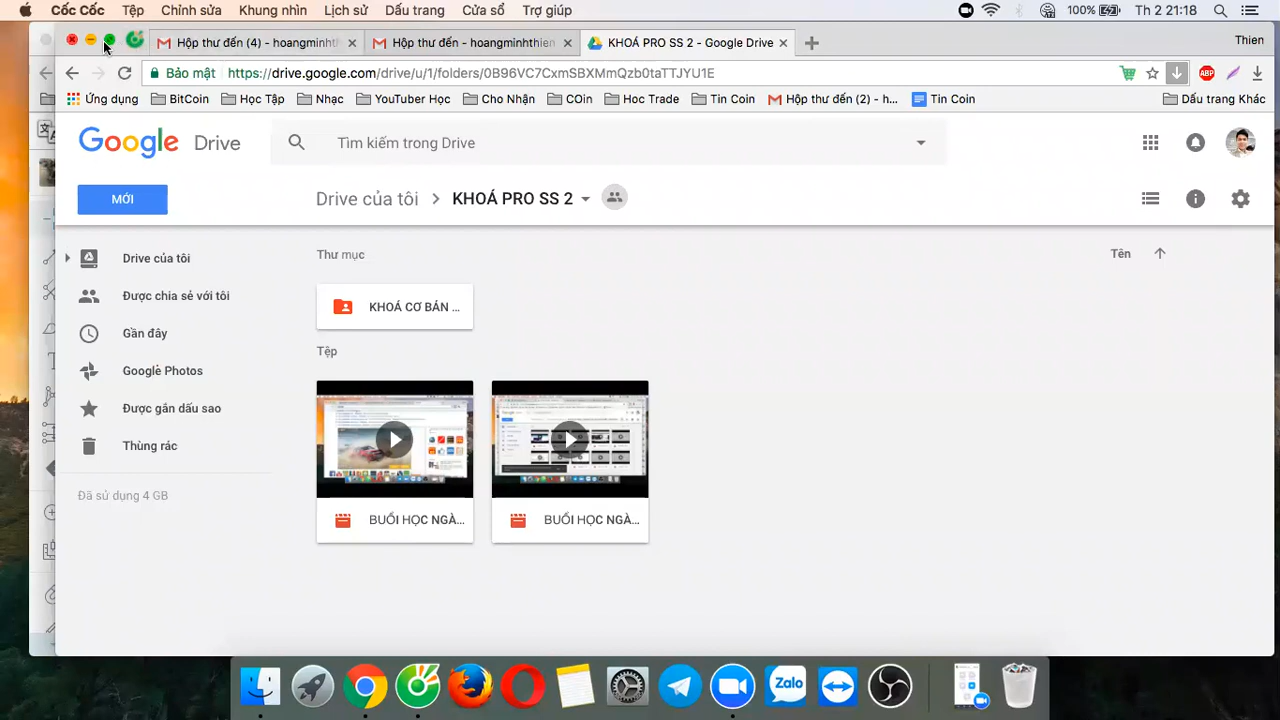 Cốc Cốc Tệp Chỉnh sửa Khung nhìn Lịch sử Dấu trang Cửa sổ Trợ giúp 100% Th 2 21:18
Hộp thư đến (4) - hoangminhth Hộp thư đến - hoangminhthien KHOÁ PRO SS 2 - Google Drive Thien
Bảo mật https://drive.google.com/drive/u/1/folders/0B96VC7CxmSBXMmQzb0taTTJYU1E ABP
Ứng dụng BitCoin Học Tập Nhạc YouTuber Học Cho Nhận COin Hoc Trade Tin Coin Hộp thư đến (2) - h... Tin Coin Dấu trang Khác
Google Drive Tìm kiếm trong Drive
MỚI Drive của tôi KHOÁ PRO SS 2
Drive của tôi
Được chia sẻ với tôi
Gần đây
Google Photos
Được gắn dấu sao
Thùng rác
Đã sử dụng 4 GB
Thư mục Tên
KHOÁ CƠ BẢN ...
Tệp
BUỔI HỌC NGÀ... BUỔI HỌC NGÀ...
Zalo